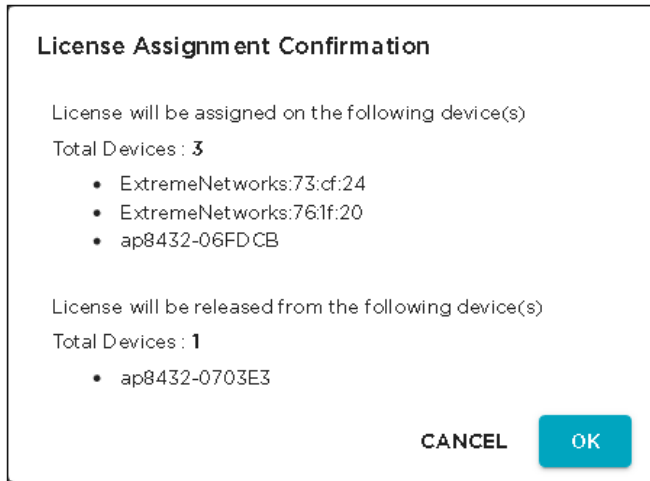 License Assignment Confirmation
License will be assigned on the following device(s)
Total Devices : 3
• ExtremeNetworks:73:cf:24
• ExtremeNetworks:76:1f:20
• ap8432-06FDCB
License will be released from the following device(s)
Total Devices : 1
• ap8432-0703E3
CANCEL OK